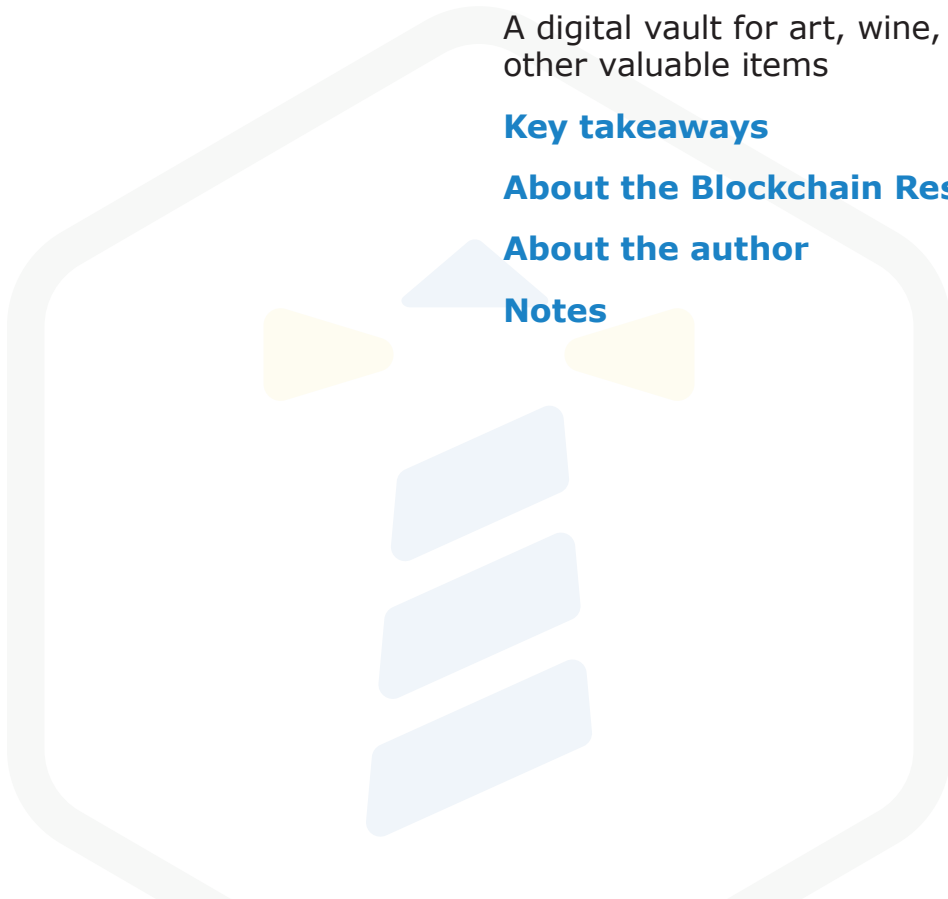 A digital vault for art, wine,
other valuable items
Key takeaways
About the Blockchain
About the author
Notes